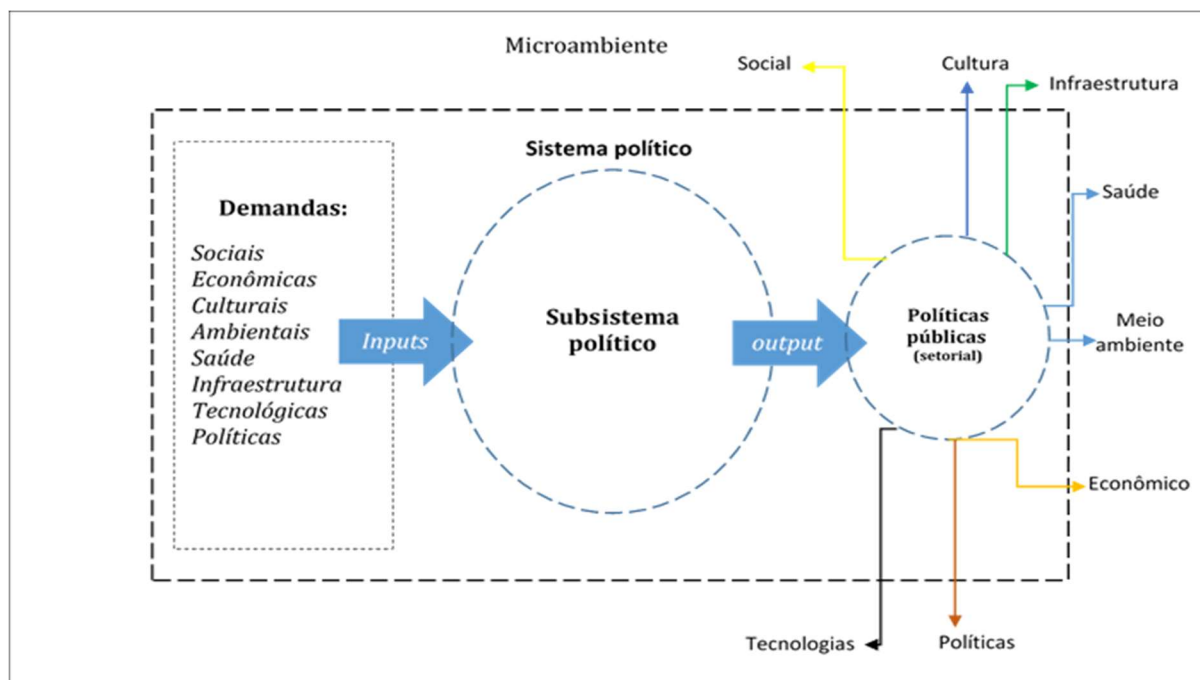 Microambiente
Social
Cultura
Infraestrutura
Sistema político
Saúde
Demandas:
Sociais
Econômicas
Culturais
Ambientais
Saúde
Infraestrutura
Tecnológicas
Políticas
Inputs
Subsistema
político
output
Políticas
públicas
(setorial)
Meio
ambiente
Econômico
Tecnologias
Políticas